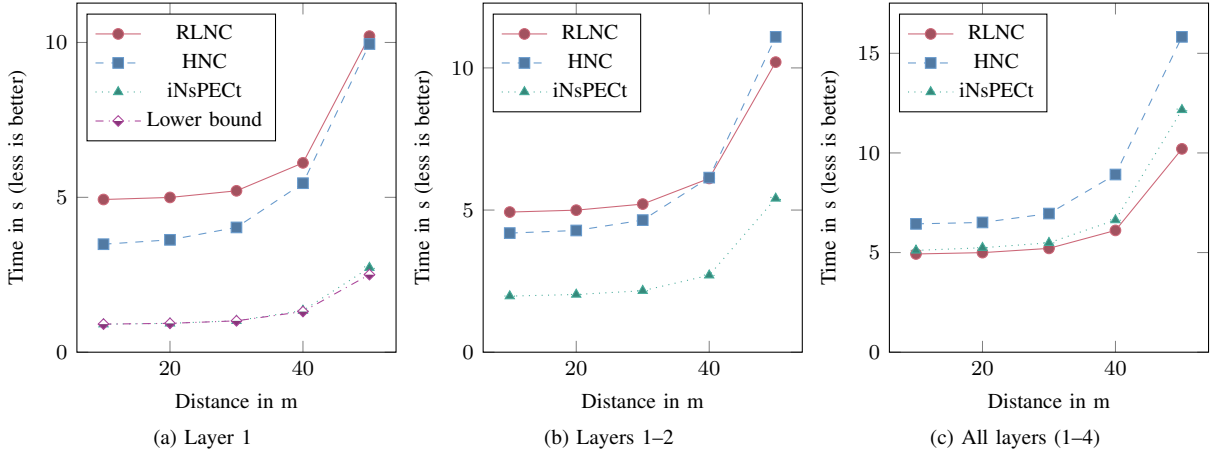 RLNC
HNC
iNsPECt
Lower bound
10
5
0
20
40
Time in s (less is better)
Distance in m
(a) Layer 1
RLNC
HNC
iNsPECt
10
5
0
20
40
Time in s (less is better)
Distance in m
(b) Layers 1–2
RLNC
HNC
iNsPECt
15
10
5
0
20
40
Time in s (less is better)
Distance in m
(c) All layers (1–4)